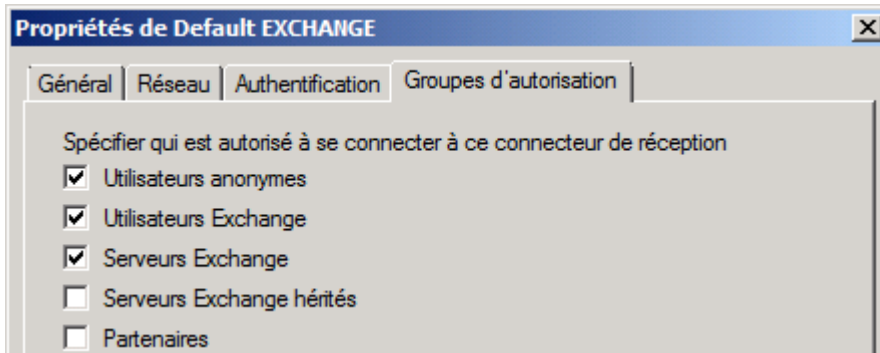 Propriétés de Default EXCHANGE
Général Réseau Authentification Groupes d'autorisation
Spécifier qui est autorisé à se connecter à ce connecteur de réception
Utilisateurs anonymes
Utilisateurs Exchange
Serveurs Exchange
Serveurs Exchange hérités
Partenaires